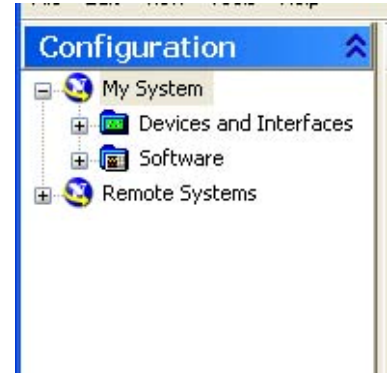 Configuration
My System
Devices and Interfaces
Software
Remote Systems